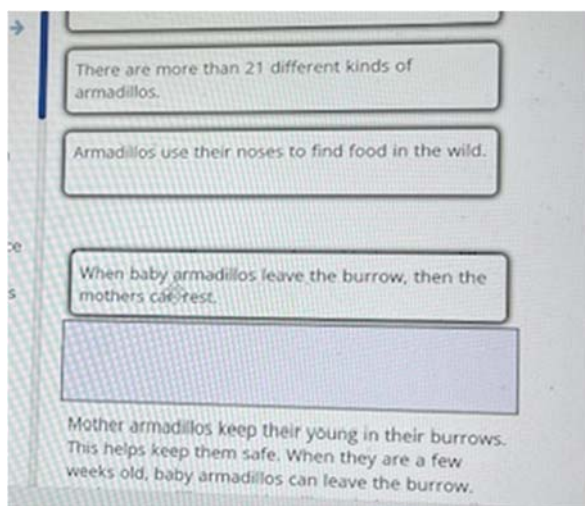 There are more than 21 different kinds of
armadillos.
Armadillos use their noses to find food in the wild.
When baby armadillos leave the burrow, then the
mothers can rest.
Mother armadillos keep their young in their burrows.
This helps keep them safe. When they are a few
weeks old, baby armadillos can leave the burrow.